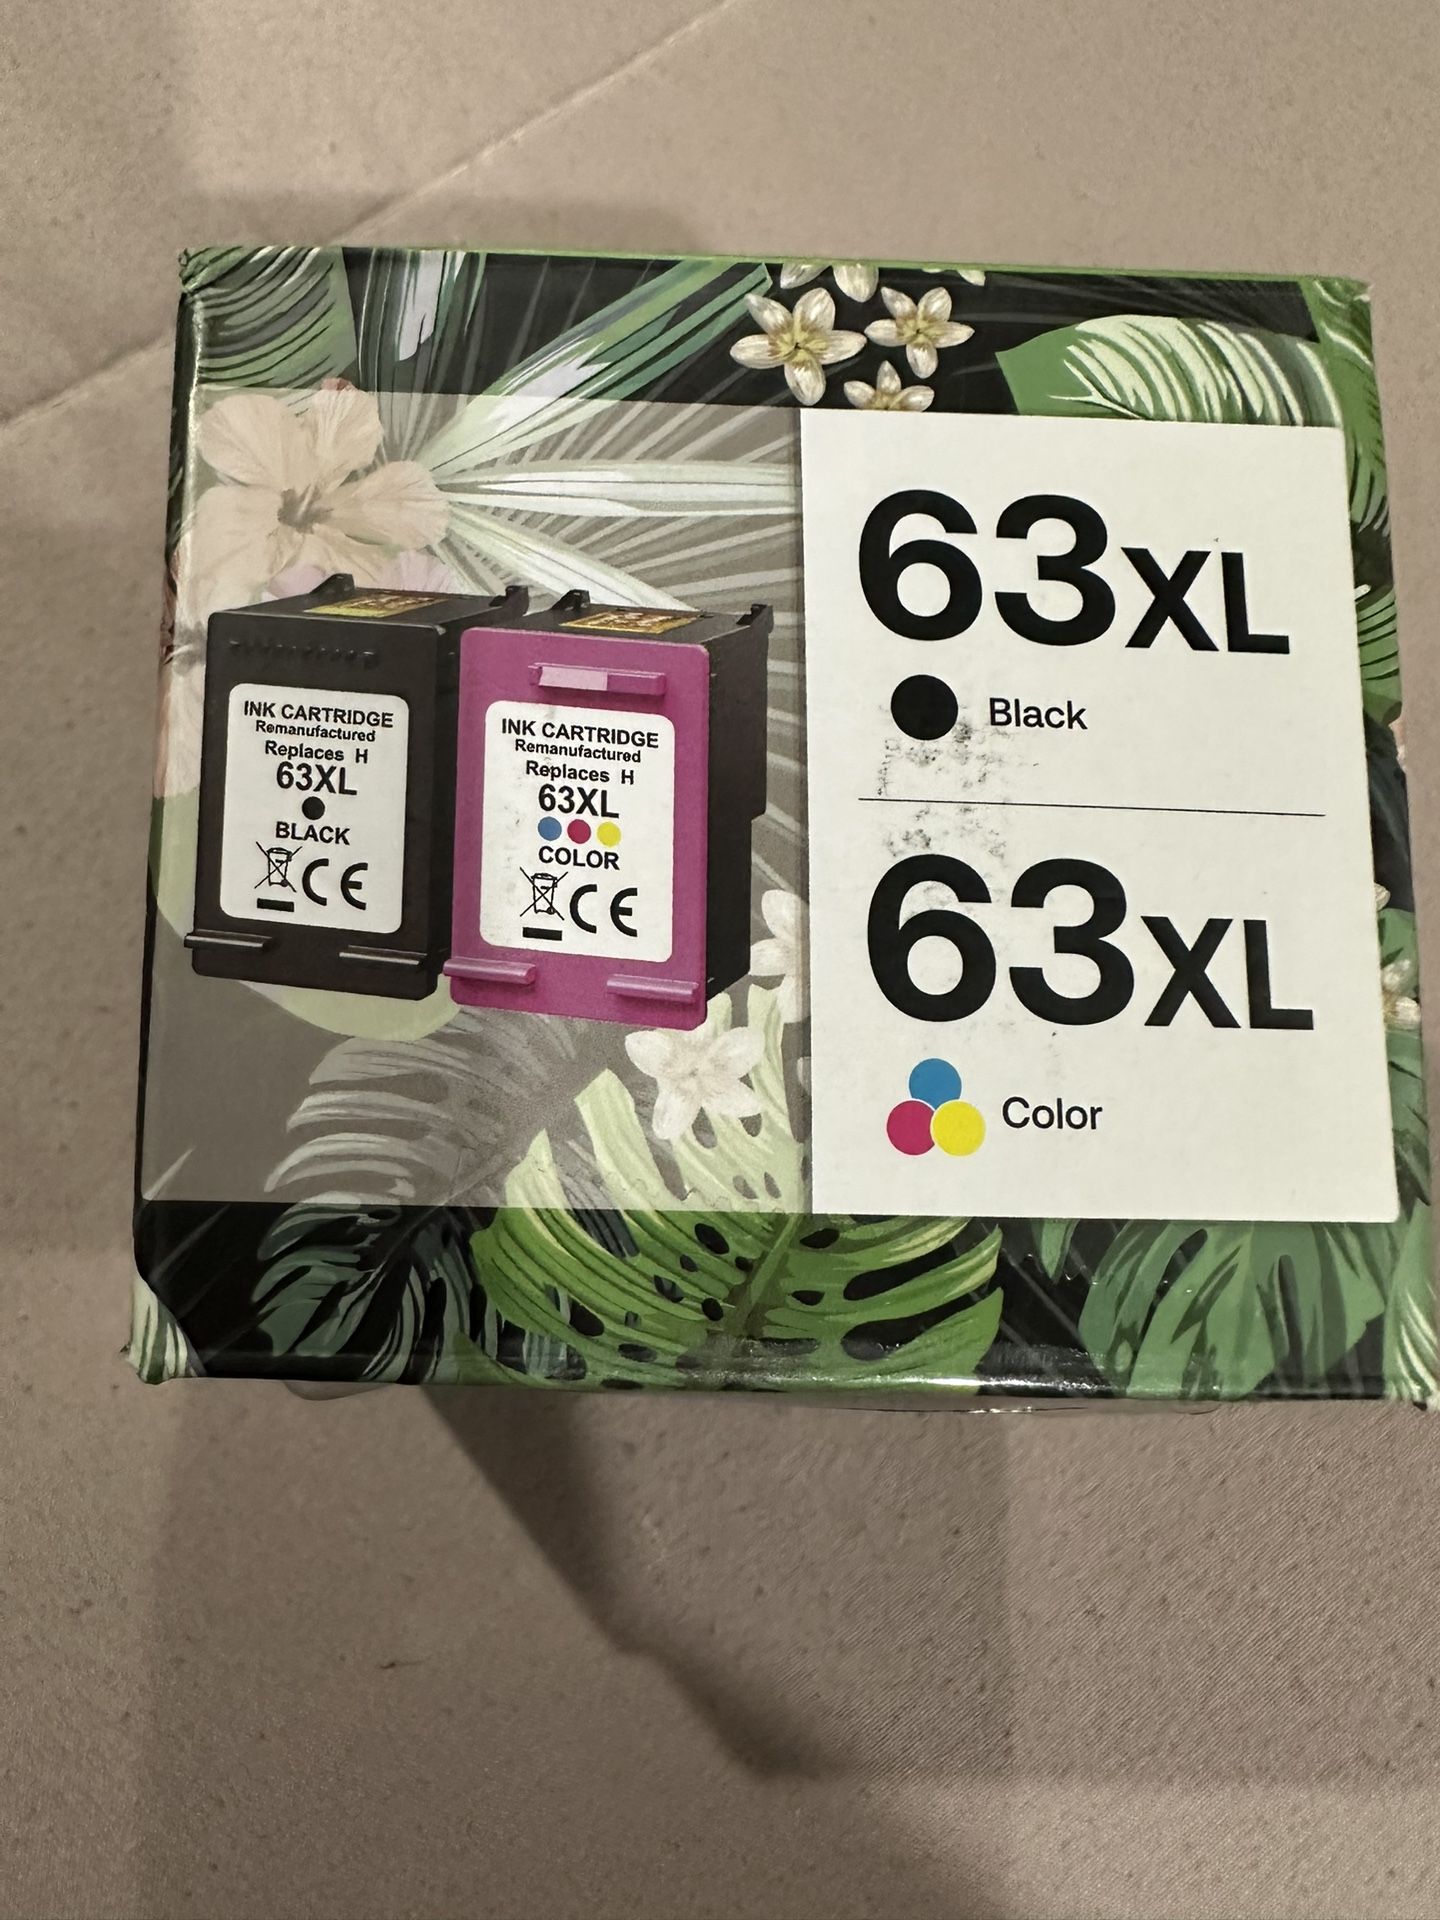 INK CARTRIDGE
Remanufactured
Replaces H
63XL
BLACK
CE
INK CARTRIDGE
Remanufactured
Replaces H
63XL
COLOR
CE
63XL
Black
63XL
Color